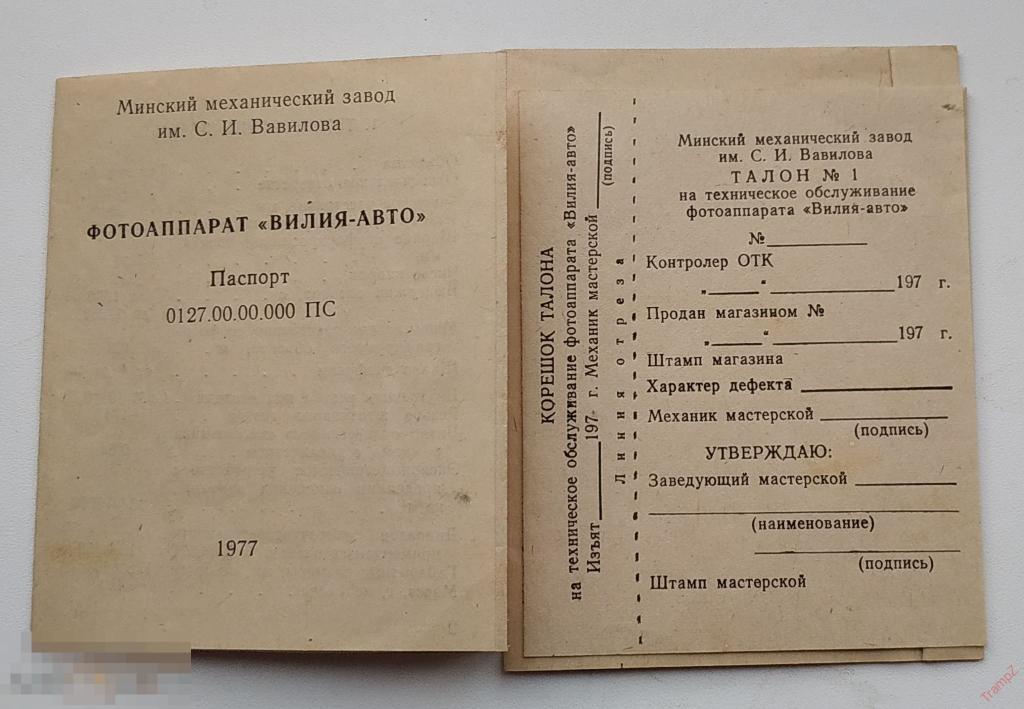 Минский механический завод
им. С. И. Вавилова
ФОТОАППАРАТ «ВИЛИЯ-АВТО»
Паспорт
0127.00.00.000 ПС
1977
КОРЕШОК ТАЛОНА
на техническое обслуживание фотоаппарата «Вилия-авто»
Изъят 197 г. Механик мастерской
(подпись)
Линия отреза
Минский механический завод
им. С. И. Вавилова
ТАЛОН № 1
на техническое обслуживание
фотоаппарата «Вилия-авто»
№
Контролер ОТК
„ “ 197 г.
Продан магазином №
„ “ 197 г.
Штамп магазина
Характер дефекта
Механик мастерской
(подпись)
УТВЕРЖДАЮ:
Заведующий мастерской
(наименование)
(подпись)
Штамп мастерской
TrampZ